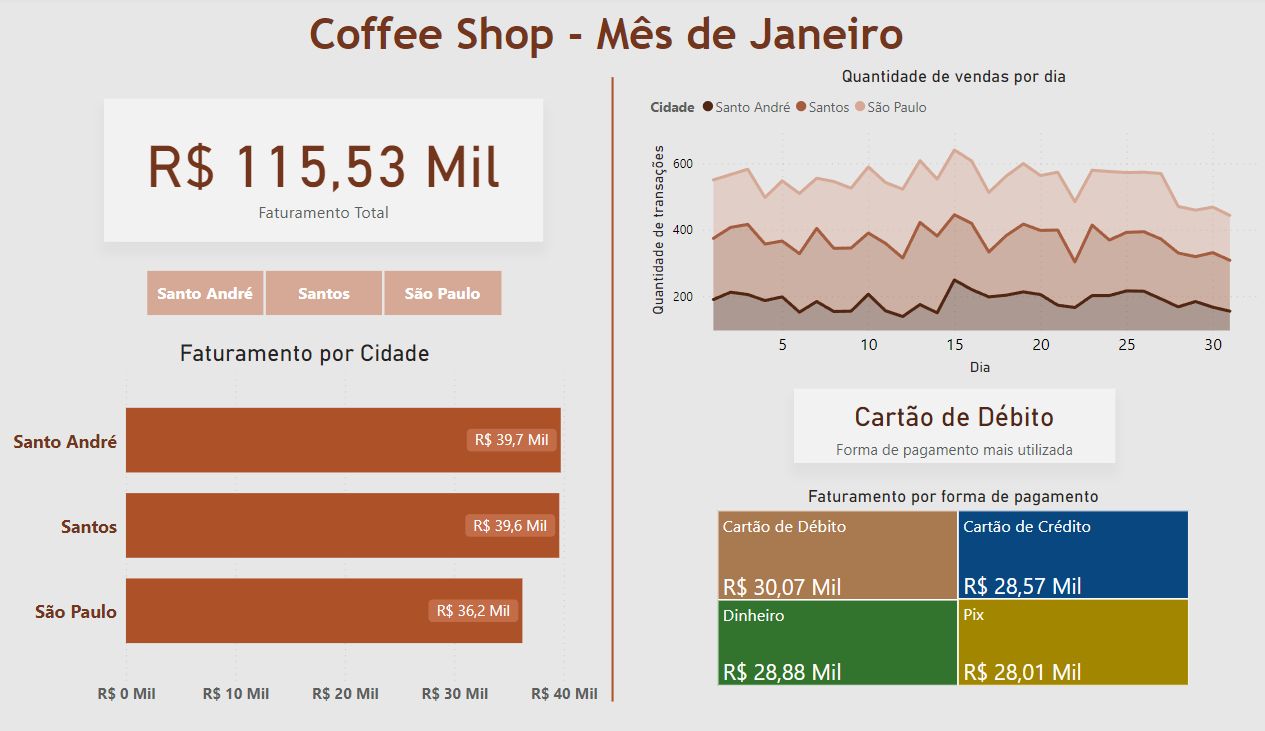 Coffee Shop - Mês de Janeiro
R$ 115,53 Mil
Faturamento Total
Santo André
Santos
São Paulo
Faturamento por Cidade
Santo André
R$ 39,7 Mil
Santos
R$ 39,6 Mil
São Paulo
R$ 36,2 Mil
R$ 0 Mil
R$ 10 Mil
R$ 20 Mil
R$ 30 Mil
R$ 40 Mil
Quantidade de vendas por dia
Cidade Santo André Santos São Paulo
Quantidade de transações
600
400
200
5
10
15
20
25
30
Dia
Cartão de Débito
Forma de pagamento mais utilizada
Faturamento por forma de pagamento
Cartão de Débito
R$ 30,07 Mil
Cartão de Crédito
R$ 28,57 Mil
Dinheiro
R$ 28,88 Mil
Pix
R$ 28,01 Mil